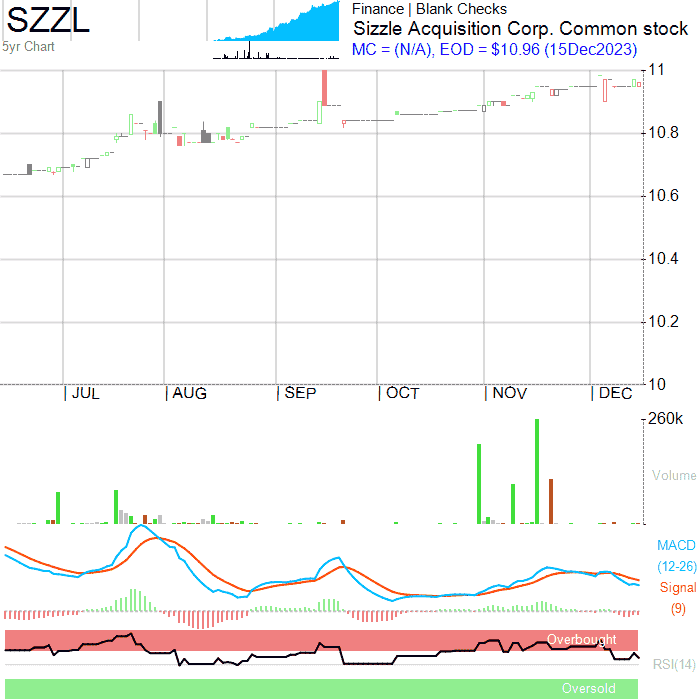 SZZL
5yr Chart
Finance | Blank Checks
Sizzle Acquisition Corp. Common stock
MC = (N/A), EOD = $10.96 (15Dec2023)
11
10.8
10.6
10.4
10.2
10
| JUL | AUG | SEP | OCT | NOV | DEC
260k
Volume
MACD
(12-26)
Signal
(9)
Overbought
RSI(14)
Oversold